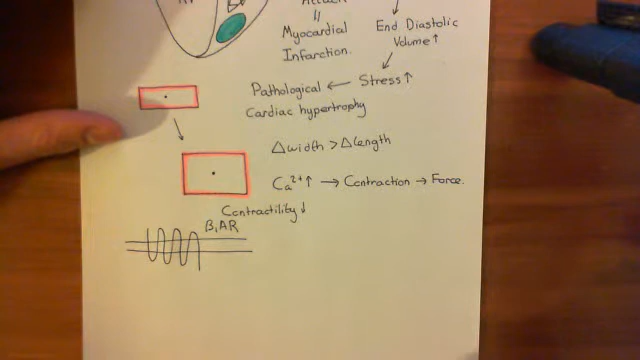 Attack
||
Myocardial
Infarction.
End Diastolic
Volume↑
Stress↑
Pathological ←
Cardiac hypertrophy
Δwidth > Δlength
Ca²⁺↑ → Contraction → Force.
Contractility↓
β₁AR